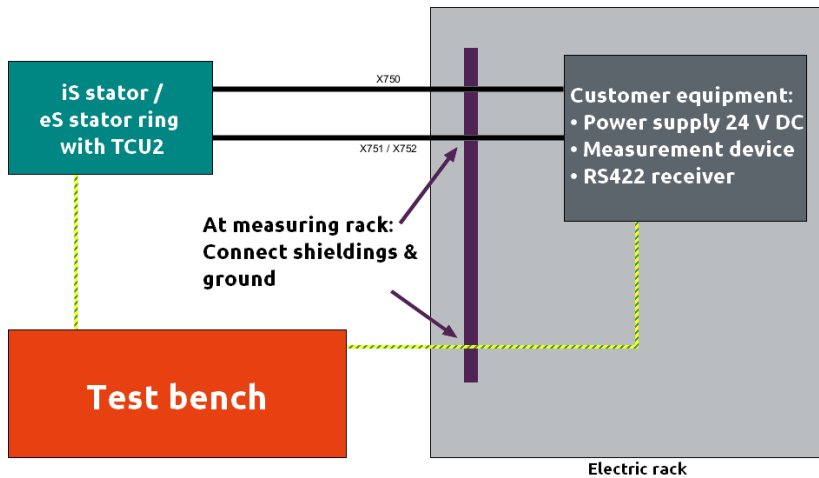 X750
iS stator /
eS stator ring
with TCU2
X751 / X752
Customer equipment:
• Power supply 24 V DC
• Measurement device
• RS422 receiver
At measuring rack:
Connect shieldings &
ground
Test bench
Electric rack